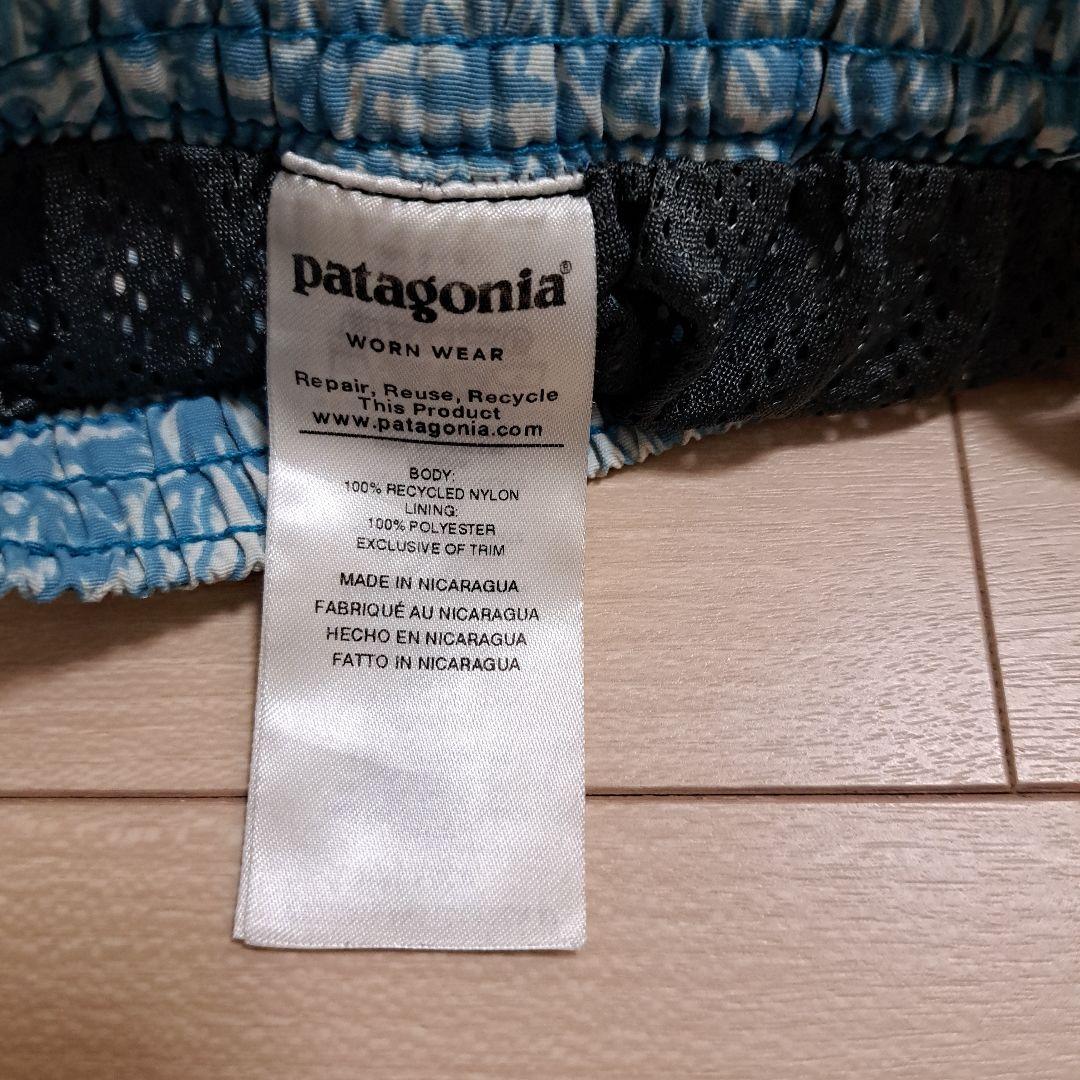 patagonia®
WORN WEAR
Repair, Reuse, Recycle
This Product
www.patagonia.com
BODY:
100% RECYCLED NYLON
LINING:
100% POLYESTER
EXCLUSIVE OF TRIM
MADE IN NICARAGUA
FABRIQUÉ AU NICARAGUA
HECHO EN NICARAGUA
FATTO IN NICARAGUA